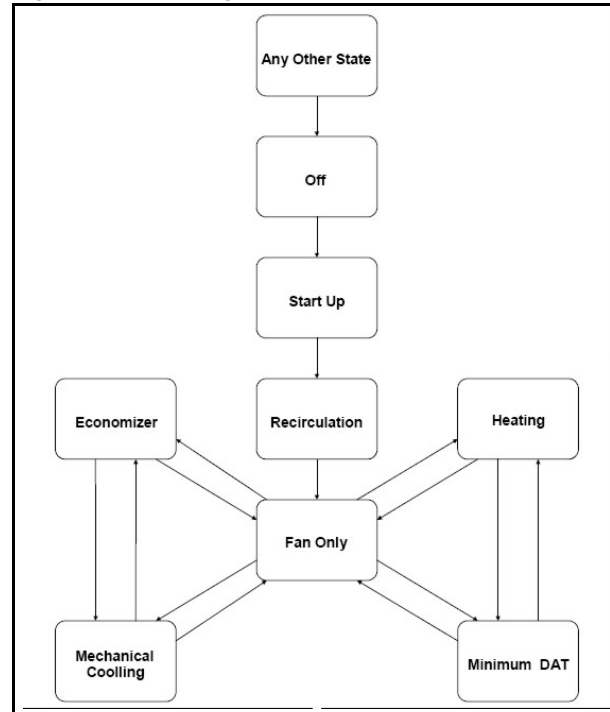 Any Other State
Off
Start Up
Economizer
Recirculation
Heating
Fan Only
Mechanical
Coolling
Minimum DAT